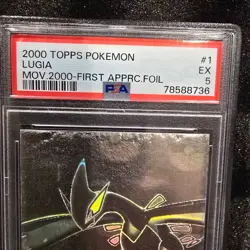 2000 TOPPS POKEMON #1
LUGIA EX
MOV.2000-FIRST APPRC.FOIL 5
PSA 78588736